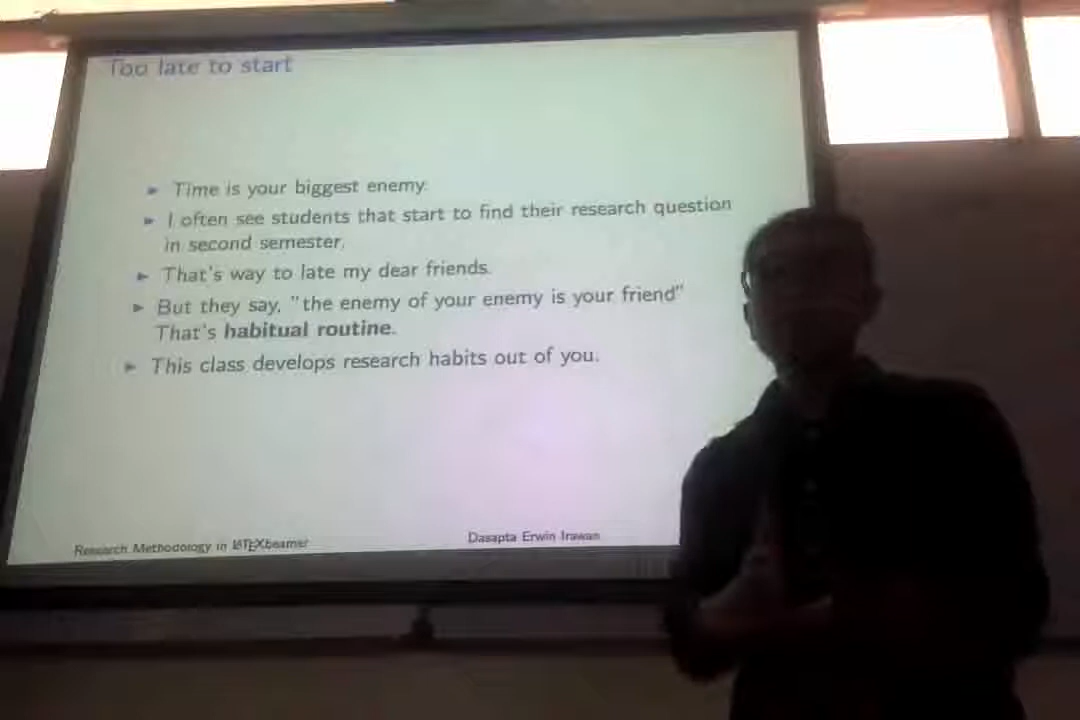 Too late to start
Time is your biggest enemy.
I often see students that start to find their research question
in second semester.
That's way to late my dear friends.
But they say, "the enemy of your enemy is your friend"
That's habitual routine.
This class develops research habits out of you.
Research Methodology in LATEXbeamer
Dasapta Erwin Irawan